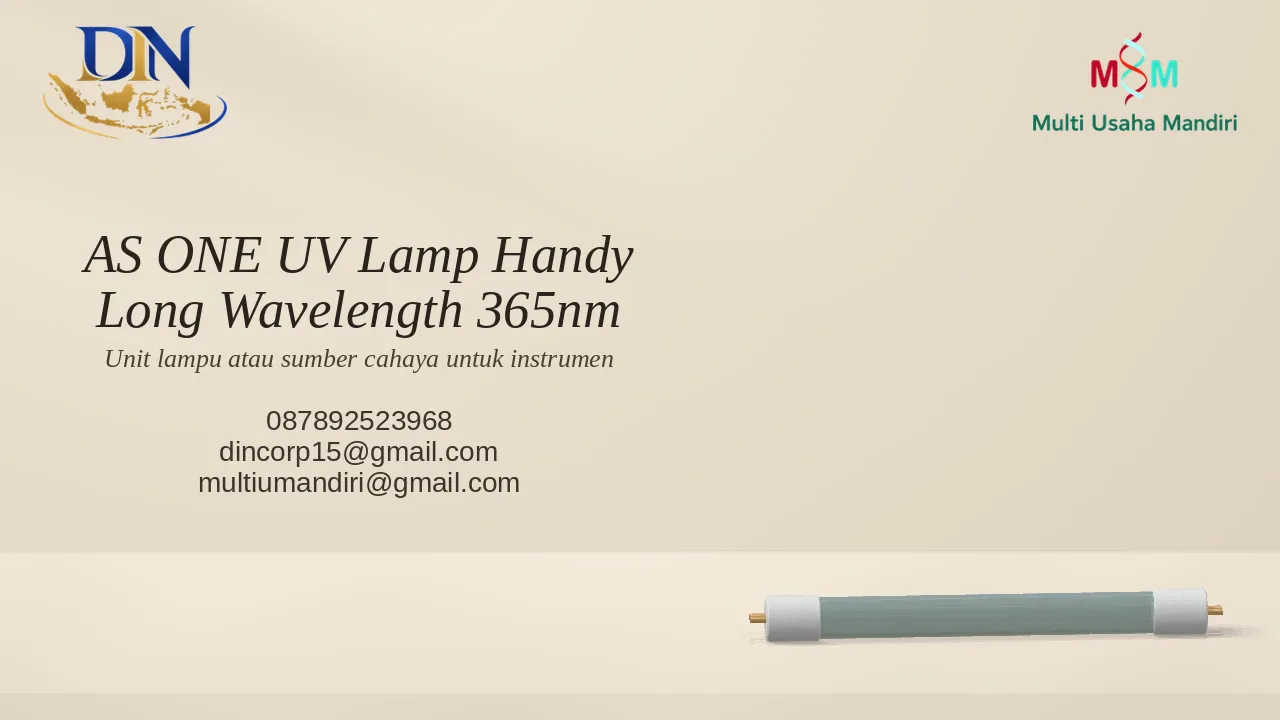 DN
M M
Multi Usaha Mandiri
AS ONE UV Lamp Handy
Long Wavelength 365nm
Unit lampu atau sumber cahaya untuk instrumen
087892523968
dincorp15@gmail.com
multiumandiri@gmail.com